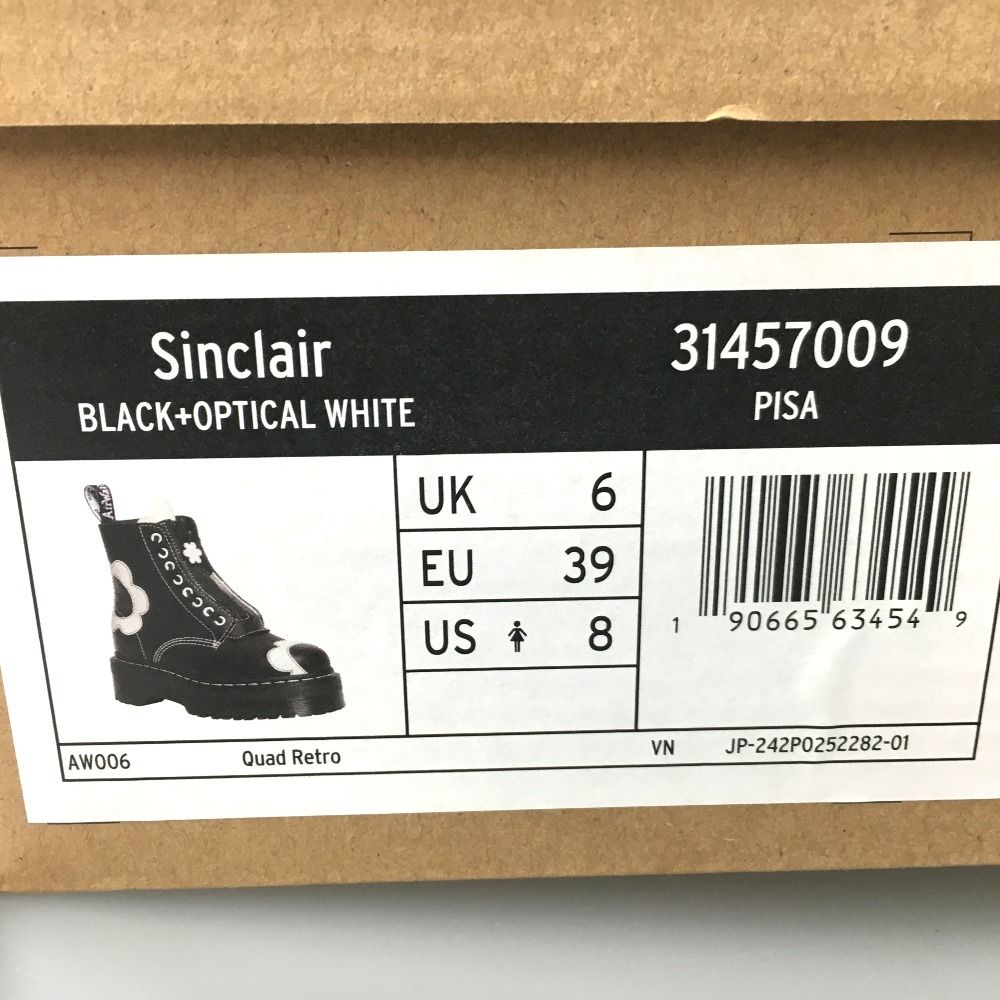 Sinclair
BLACK+OPTICAL WHITE
31457009
PISA
AirWair
UK 6
EU 39
US 8
1 90665 63454 9
AW006 Quad Retro VN JP-242P0252282-01